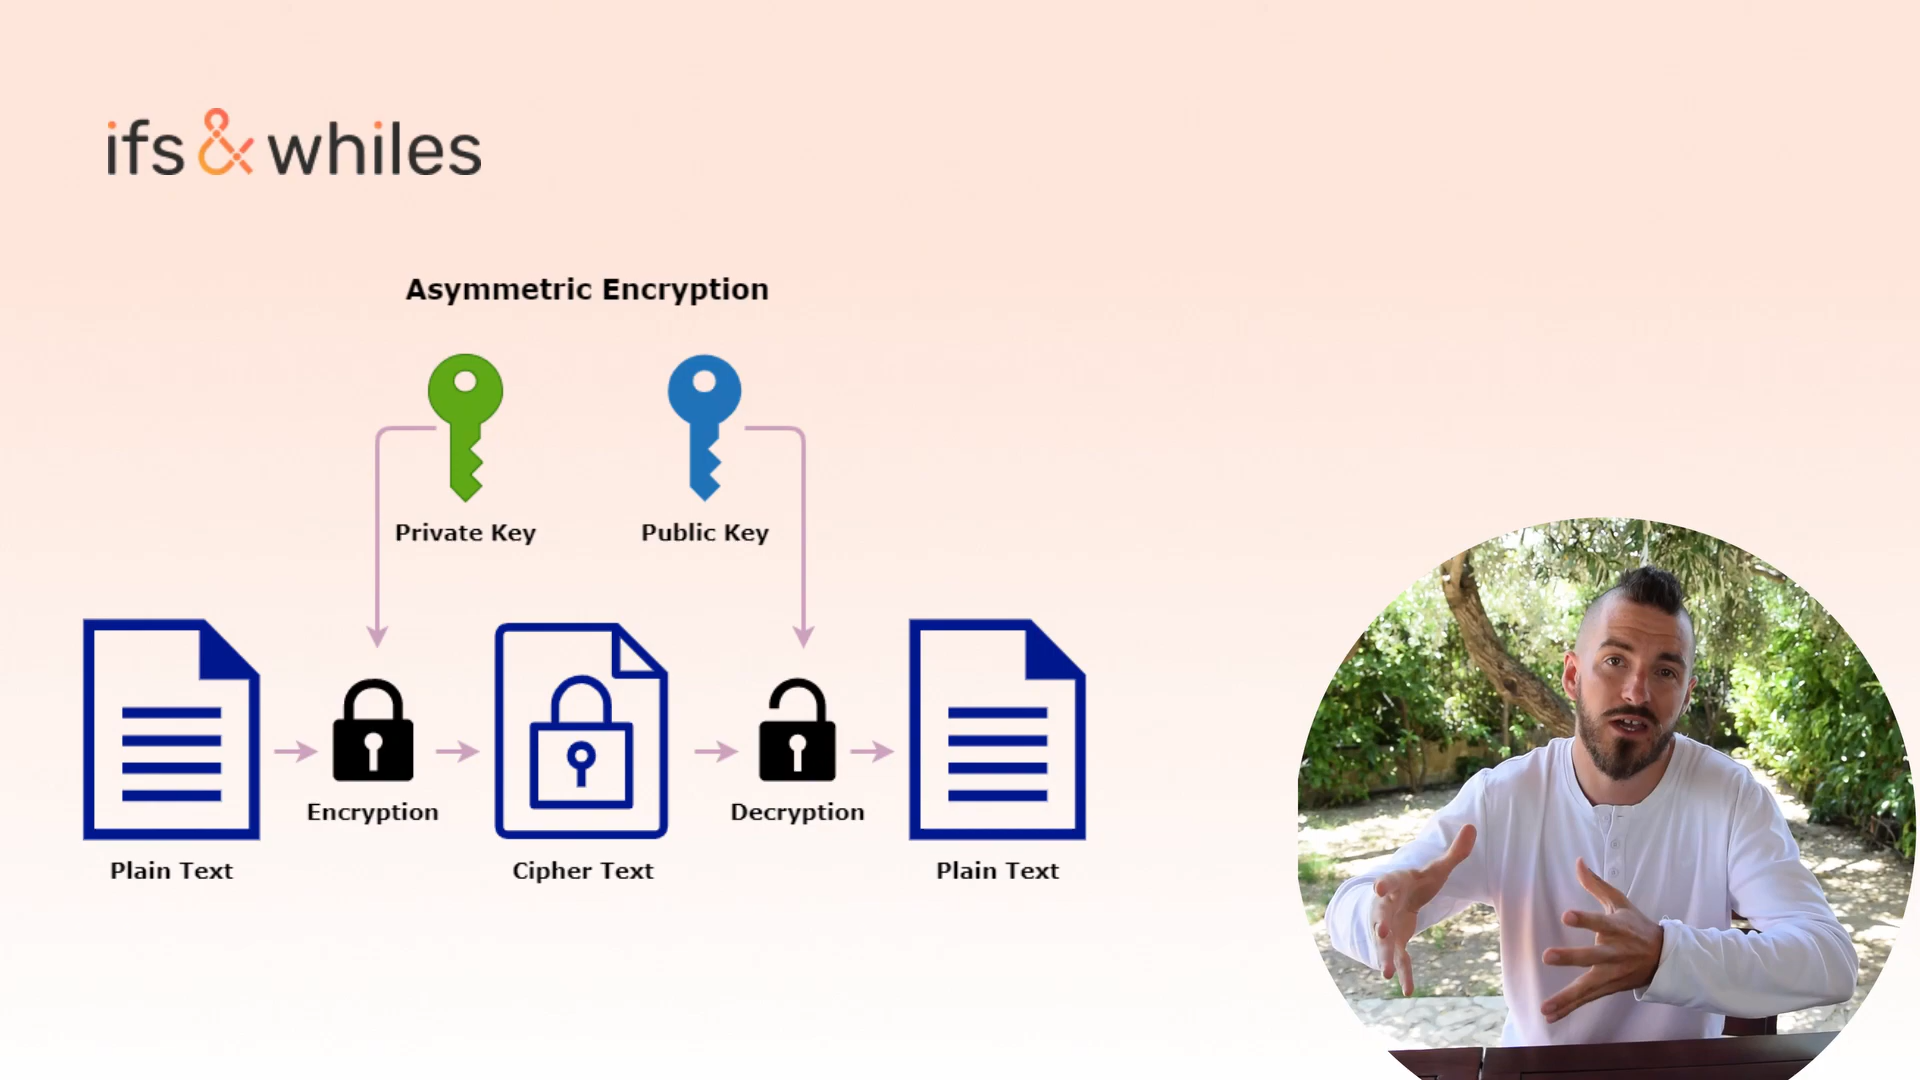 ifs & whiles
Asymmetric Encryption
Private Key
Public Key
Encryption
Decryption
Plain Text
Cipher Text
Plain Text